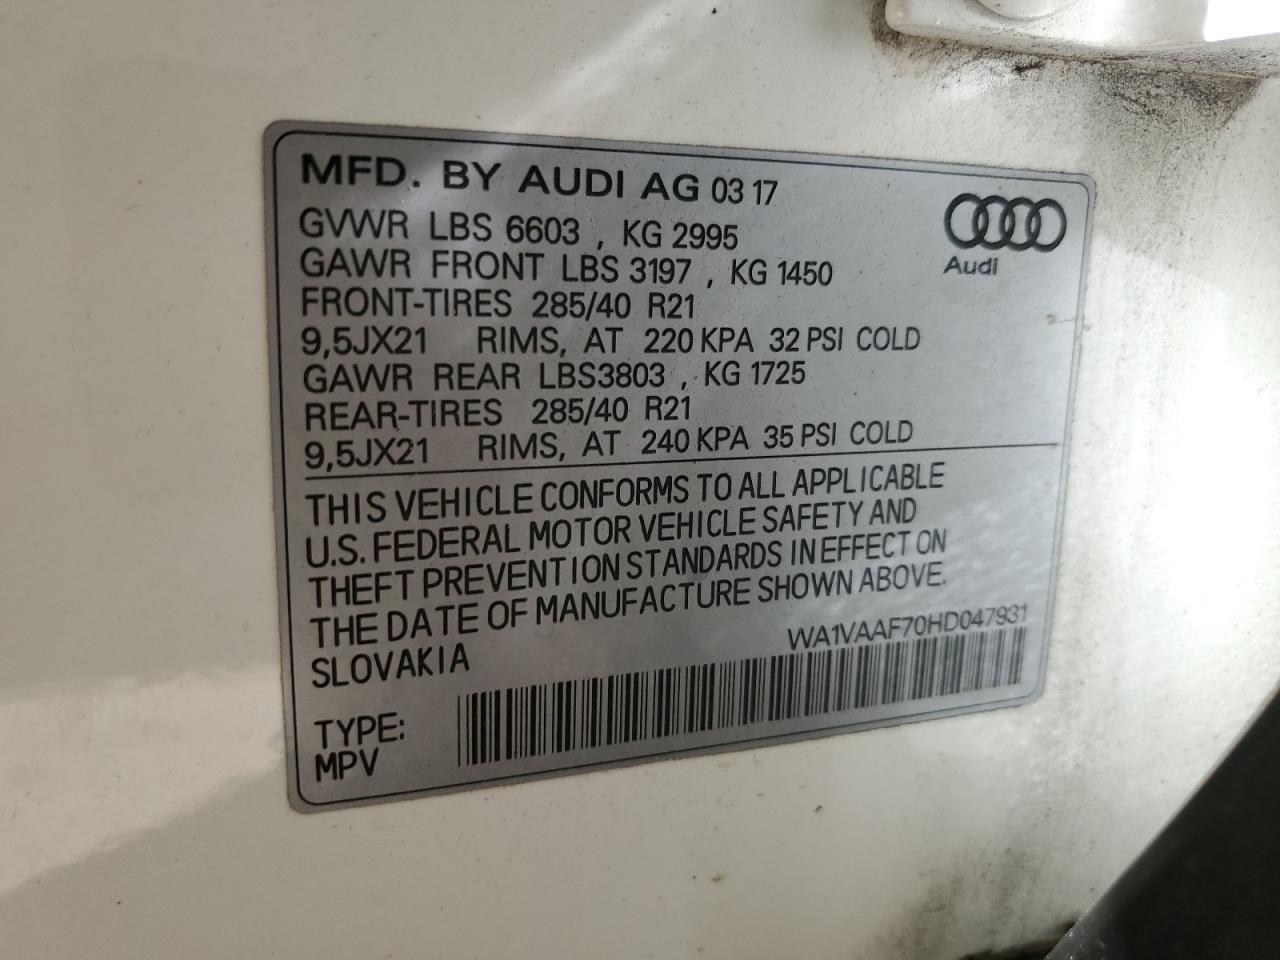 MFD. BY AUDI AG 03 17
GVWR LBS 6603 , KG 2995
GAWR FRONT LBS 3197 , KG 1450
FRONT-TIRES 285/40 R21
9,5JX21 RIMS, AT 220 KPA 32 PSI COLD
GAWR REAR LBS3803 , KG 1725
REAR-TIRES 285/40 R21
9,5JX21 RIMS, AT 240 KPA 35 PSI COLD
Audi
THIS VEHICLE CONFORMS TO ALL APPLICABLE
U.S. FEDERAL MOTOR VEHICLE SAFETY AND
THEFT PREVENTION STANDARDS IN EFFECT ON
THE DATE OF MANUFACTURE SHOWN ABOVE.
SLOVAKIA
WA1VAAF70HD047931
TYPE:
MPV